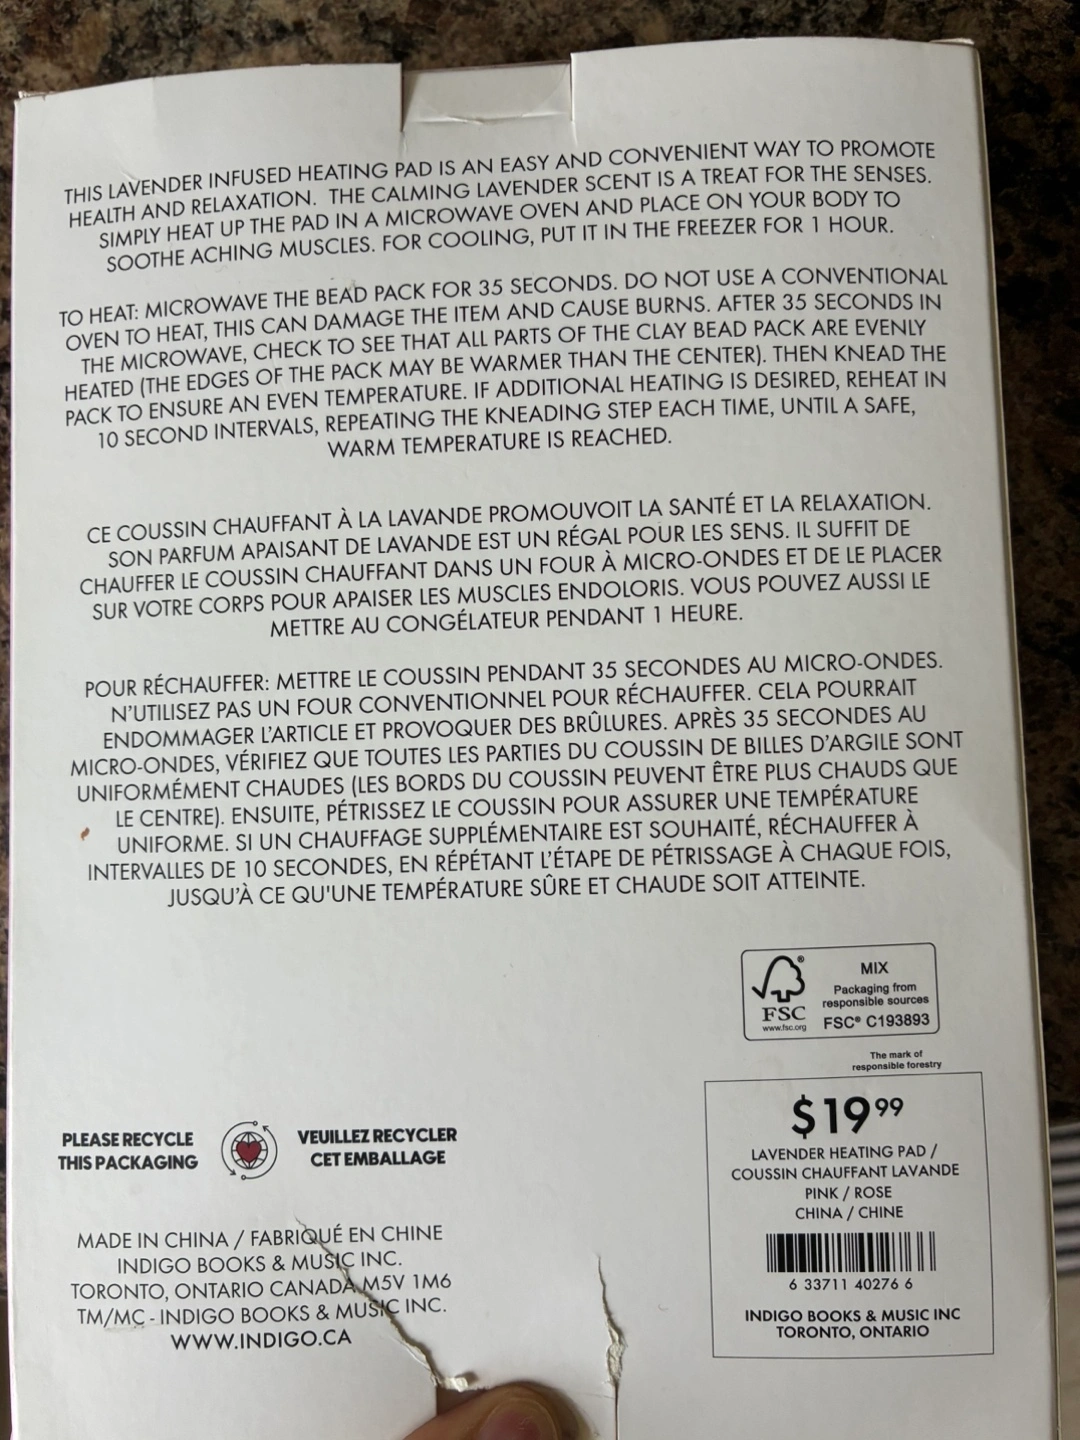 THIS LAVENDER INFUSED HEATING PAD IS AN EASY AND CONVENIENT WAY TO PROMOTE
HEALTH AND RELAXATION. THE CALMING LAVENDER SCENT IS A TREAT FOR THE SENSES.
SIMPLY HEAT UP THE PAD IN A MICROWAVE OVEN AND PLACE ON YOUR BODY TO
SOOTHE ACHING MUSCLES. FOR COOLING, PUT IT IN THE FREEZER FOR 1 HOUR.
TO HEAT: MICROWAVE THE BEAD PACK FOR 35 SECONDS. DO NOT USE A CONVENTIONAL
OVEN TO HEAT, THIS CAN DAMAGE THE ITEM AND CAUSE BURNS. AFTER 35 SECONDS IN
THE MICROWAVE, CHECK TO SEE THAT ALL PARTS OF THE CLAY BEAD PACK ARE EVENLY
HEATED (THE EDGES OF THE PACK MAY BE WARMER THAN THE CENTER). THEN KNEAD THE
PACK TO ENSURE AN EVEN TEMPERATURE. IF ADDITIONAL HEATING IS DESIRED, REHEAT IN
10 SECOND INTERVALS, REPEATING THE KNEADING STEP EACH TIME, UNTIL A SAFE,
WARM TEMPERATURE IS REACHED.
CE COUSSIN CHAUFFANT À LA LAVANDE PROMOUVOIT LA SANTÉ ET LA RELAXATION.
SON PARFUM APAISANT DE LAVANDE EST UN RÉGAL POUR LES SENS. IL SUFFIT DE
CHAUFFER LE COUSSIN CHAUFFANT DANS UN FOUR À MICRO-ONDES ET DE LE PLACER
SUR VOTRE CORPS POUR APAISER LES MUSCLES ENDOLORIS. VOUS POUVEZ AUSSI LE
METTRE AU CONGÉLATEUR PENDANT 1 HEURE.
POUR RÉCHAUFFER: METTRE LE COUSSIN PENDANT 35 SECONDES AU MICRO-ONDES.
N'UTILISEZ PAS UN FOUR CONVENTIONNEL POUR RÉCHAUFFER. CELA POURRAIT
ENDOMMAGER L'ARTICLE ET PROVOQUER DES BRÛLURES. APRÈS 35 SECONDES AU
MICRO-ONDES, VÉRIFIEZ QUE TOUTES LES PARTIES DU COUSSIN DE BILLES D'ARGILE SONT
UNIFORMÉMENT CHAUDES (LES BORDS DU COUSSIN PEUVENT ÊTRE PLUS CHAUDS QUE
LE CENTRE). ENSUITE, PÉTRISSEZ LE COUSSIN POUR ASSURER UNE TEMPÉRATURE
UNIFORME. SI UN CHAUFFAGE SUPPLÉMENTAIRE EST SOUHAITÉ, RÉCHAUFFER À
INTERVALLES DE 10 SECONDES, EN RÉPÉTANT L'ÉTAPE DE PÉTRISSAGE À CHAQUE FOIS,
JUSQU'À CE QU'UNE TEMPÉRATURE SÛRE ET CHAUDE SOIT ATTEINTE.
FSC®
www.fsc.org
MIX
Packaging from
responsible sources
FSC® C193893
The mark of
responsible forestry
PLEASE RECYCLE
THIS PACKAGING
VEUILLEZ RECYCLER
CET EMBALLAGE
MADE IN CHINA / FABRIQUÉ EN CHINE
INDIGO BOOKS & MUSIC INC.
TORONTO, ONTARIO CANADA M5V 1M6
TM/MC - INDIGO BOOKS & MUSIC INC.
WWW.INDIGO.CA
$19.99
LAVENDER HEATING PAD /
COUSSIN CHAUFFANT LAVANDE
PINK / ROSE
CHINA / CHINE
6 33711 40276 6
INDIGO BOOKS & MUSIC INC
TORONTO, ONTARIO